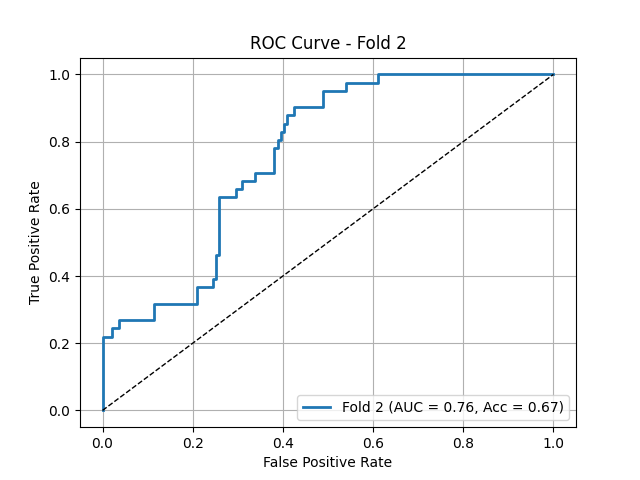 ROC Curve - Fold 2
True Positive Rate
1.0
0.8
0.6
0.4
0.2
0.0
Fold 2 (AUC = 0.76, Acc = 0.67)
0.0 0.2 0.4 0.6 0.8 1.0
False Positive Rate